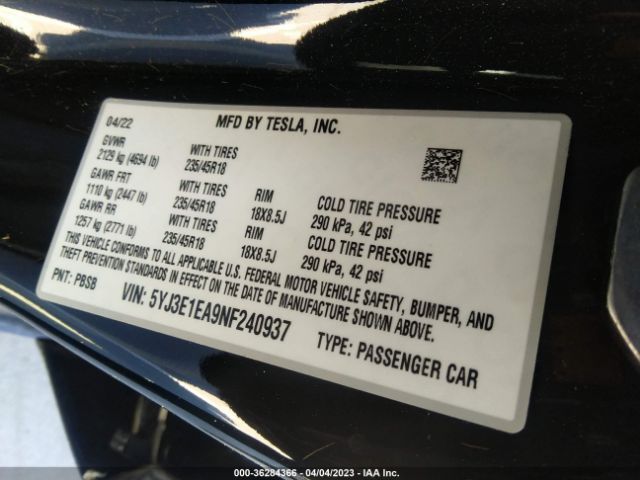 04/22 MFD BY TESLA, INC.
GVWR
2129 kg (4694 lb) WITH TIRES 235/45R18
GAWR FRT
1110 kg (2447 lb) WITH TIRES 235/45R18 RIM 18X8.5J COLD TIRE PRESSURE 290 kPa, 42 psi
GAWR RR
1257 kg (2771 lb) WITH TIRES 235/45R18 RIM 18X8.5J COLD TIRE PRESSURE 290 kPa, 42 psi
THIS VEHICLE CONFORMS TO ALL APPLICABLE U.S. FEDERAL MOTOR VEHICLE SAFETY, BUMPER, AND
THEFT PREVENTION STANDARDS IN EFFECT ON THE DATE OF MANUFACTURE SHOWN ABOVE.
PNT: PBSB
VIN: 5YJ3E1EA9NF240937
TYPE: PASSENGER CAR
000-36284366 - 04/04/2023 - IAA Inc.